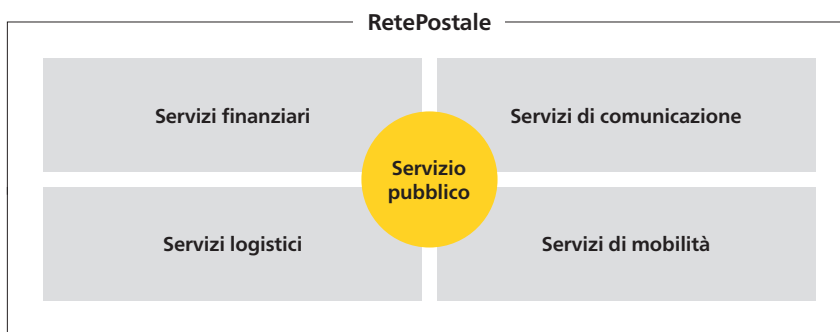 RetePostale
Servizi finanziari
Servizi di comunicazione
Servizio
pubblico
Servizi logistici
Servizi di mobilità